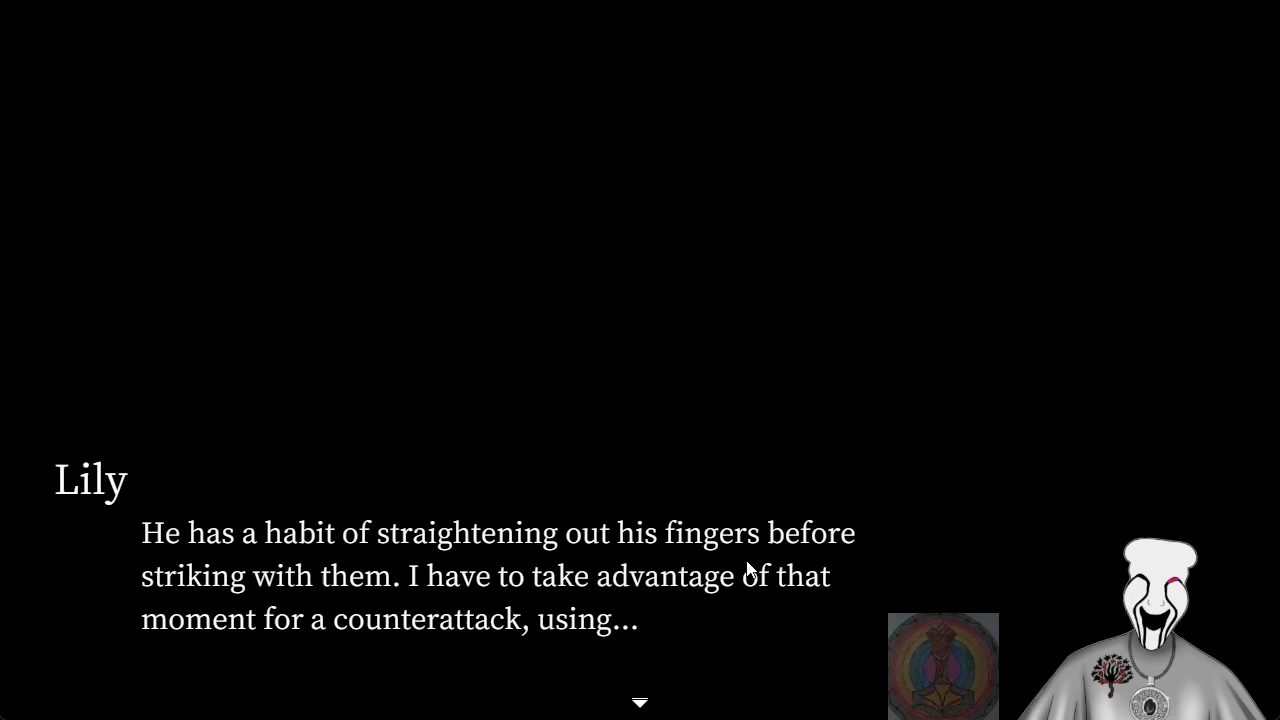 Lily
He has a habit of straightening out his fingers before
striking with them. I have to take advantage of that
moment for a counterattack, using...